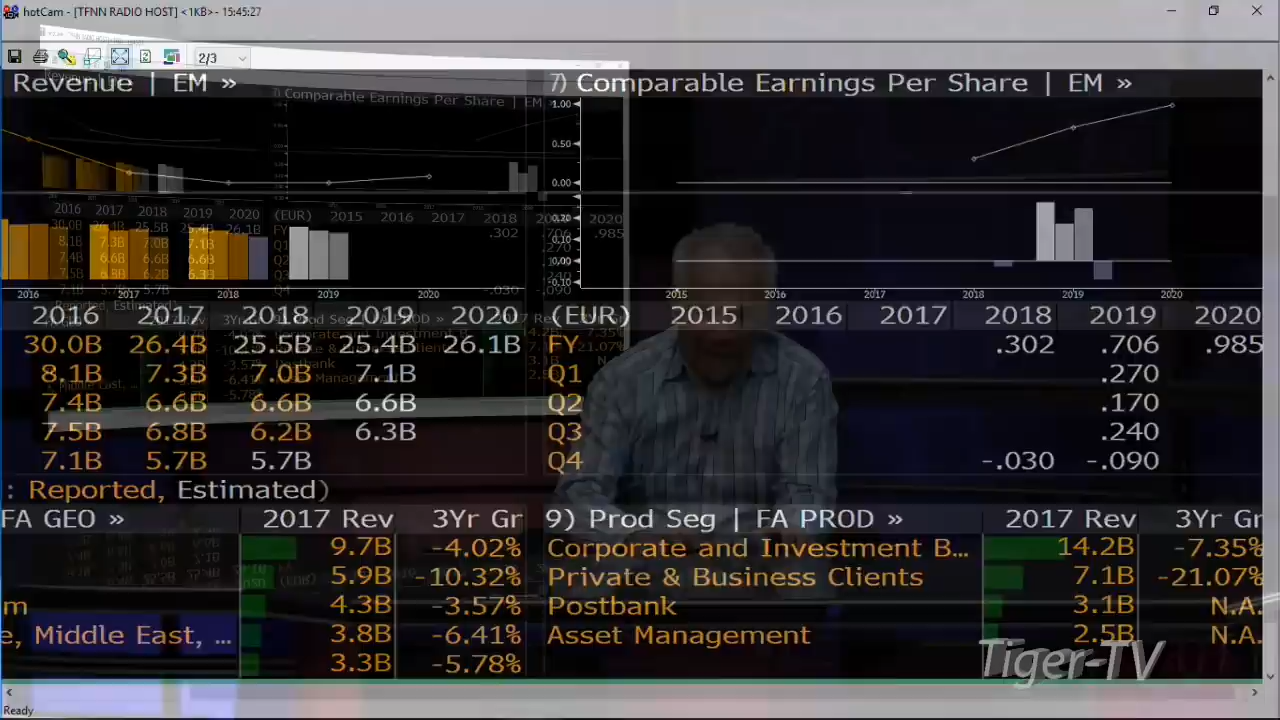 hotCam - [TFNN RADIO HOST] <1KB> - 15:45:27
2/3
Revenue | EM »
7) Comparable Earnings Per Share | EM »
1.00
0.50
0.00
0.20
0.10
0.00
-0.10
2016 2017 2018 2019 2020
2015 2016 2017 2018 2019 2020
2016 2017 2018 2019 2020 (EUR) 2015 2016 2017 2018 2019 2020
30.0B 26.4B 25.5B 25.4B 26.1B FY .302 .706 .985
8.1B 7.3B 7.0B 7.1B Q1 .270
7.4B 6.6B 6.6B 6.6B Q2 .170
7.5B 6.8B 6.2B 6.3B Q3 .240
7.1B 5.7B 5.7B Q4 -.030 -.090
: Reported, Estimated)
FA GEO » 2017 Rev 3Yr Gr 9) Prod Seg | FA PROD » 2017 Rev 3Yr Gr
9.7B -4.02% Corporate and Investment B... 14.2B -7.35%
5.9B -10.32% Private & Business Clients 7.1B -21.07%
m 4.3B -3.57% Postbank 3.1B N.A.
e, Middle East, ... 3.8B -6.41% Asset Management 2.5B N.A.
3.3B -5.78%
Tiger-TV
Ready